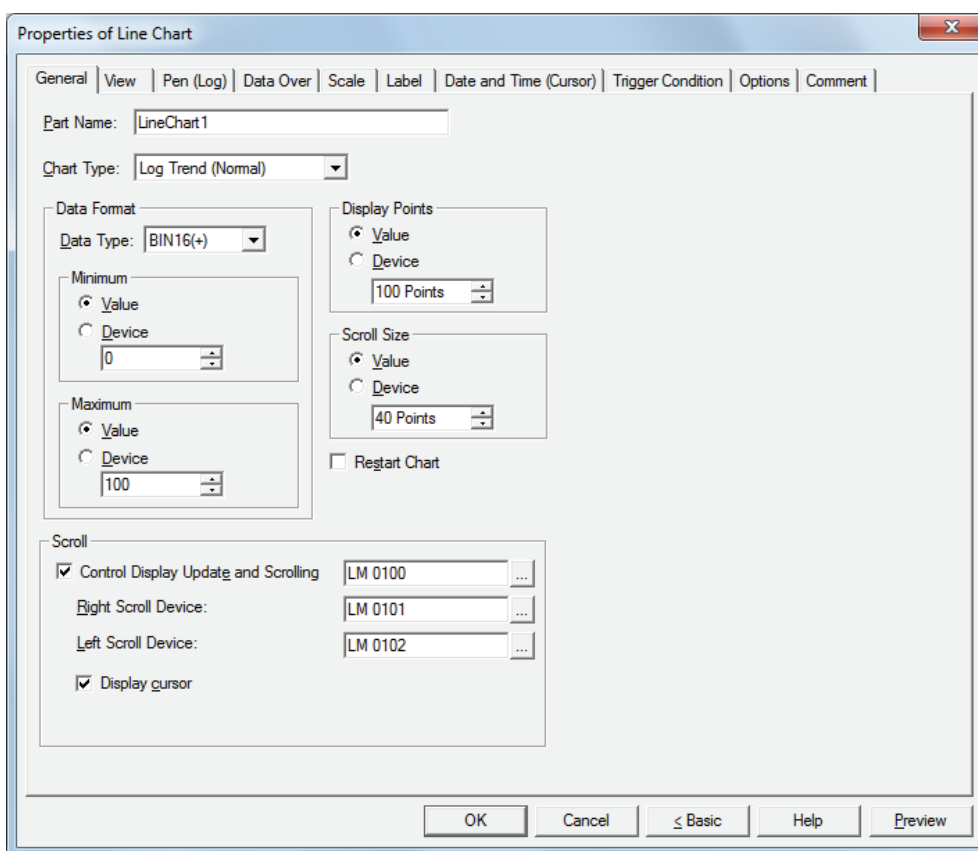 Properties of Line Chart
General View Pen (Log) Data Over Scale Label Date and Time (Cursor) Trigger Condition Options Comment
Part Name: LineChart1
Chart Type: Log Trend (Normal)
Data Format
Data Type: BIN16(+)
Minimum
Value
Device
0
Maximum
Value
Device
100
Display Points
Value
Device
100 Points
Scroll Size
Value
Device
40 Points
Restart Chart
Scroll
Control Display Update and Scrolling LM 0100 ...
Right Scroll Device: LM 0101 ...
Left Scroll Device: LM 0102 ...
Display cursor
OK Cancel < Basic Help Preview